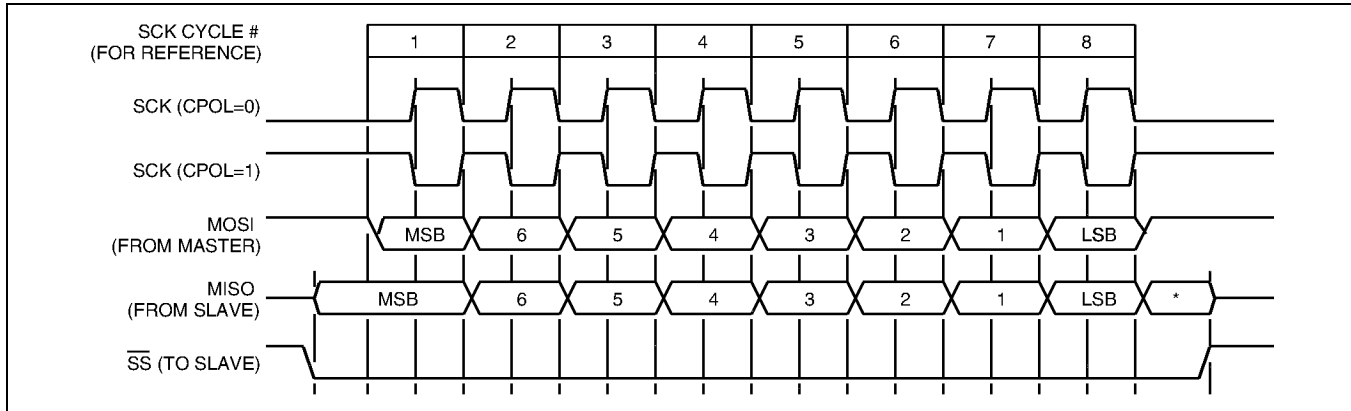 SCK CYCLE #
(FOR REFERENCE)
1 2 3 4 5 6 7 8
SCK (CPOL=0)
SCK (CPOL=1)
MOSI
(FROM MASTER)
MSB 6 5 4 3 2 1 LSB
MISO
(FROM SLAVE)
MSB 6 5 4 3 2 1 LSB *
SS (TO SLAVE)